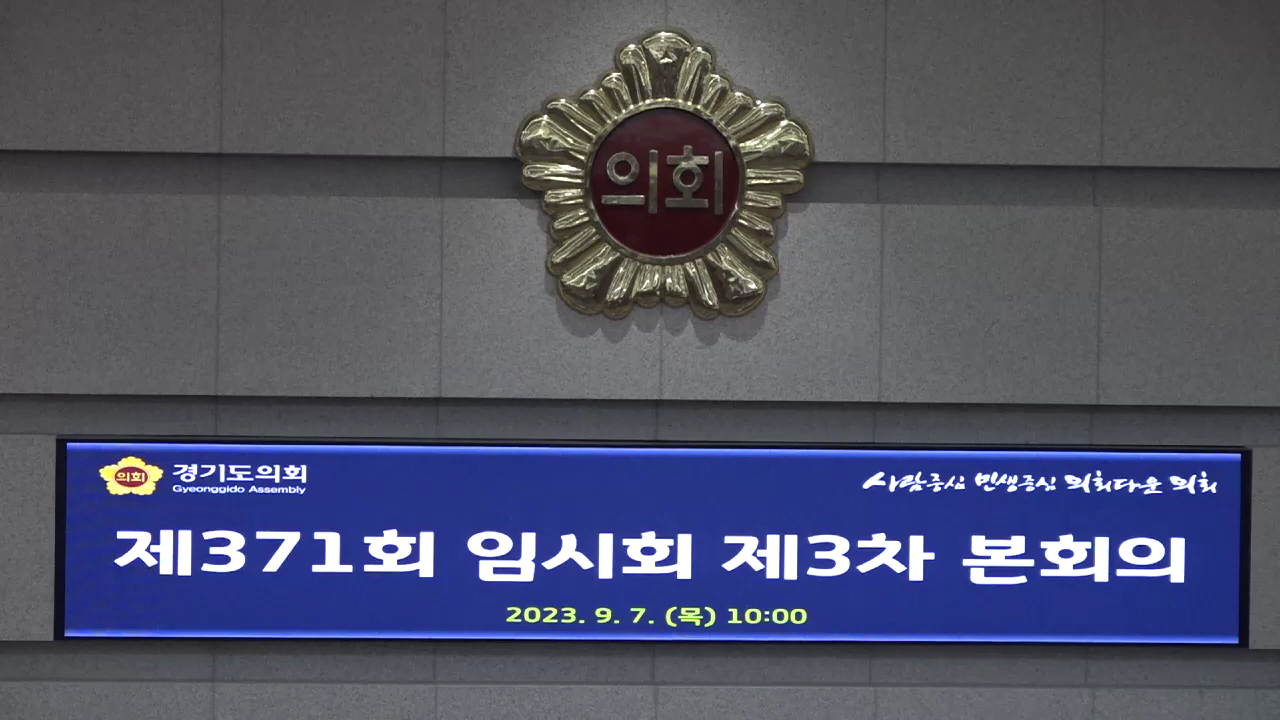 의회
의회 경기도의회
Gyeonggido Assembly
사람중심 민생중심 의회다운 의회
제371회 임시회 제3차 본회의
2023. 9. 7. (목) 10:00